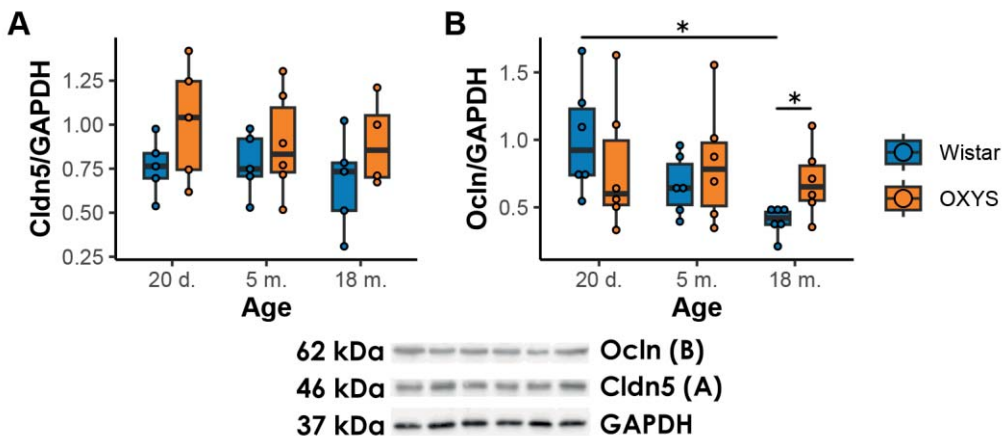 A
Cldn5/GAPDH
1.25
1.00
0.75
0.50
0.25
20 d.
5 m.
18 m.
Age
B
Ocln/GAPDH
1.5
1.0
0.5
*
*
20 d.
5 m.
18 m.
Age
Wistar
OXYS
62 kDa Ocln (B)
46 kDa Cldn5 (A)
37 kDa GAPDH